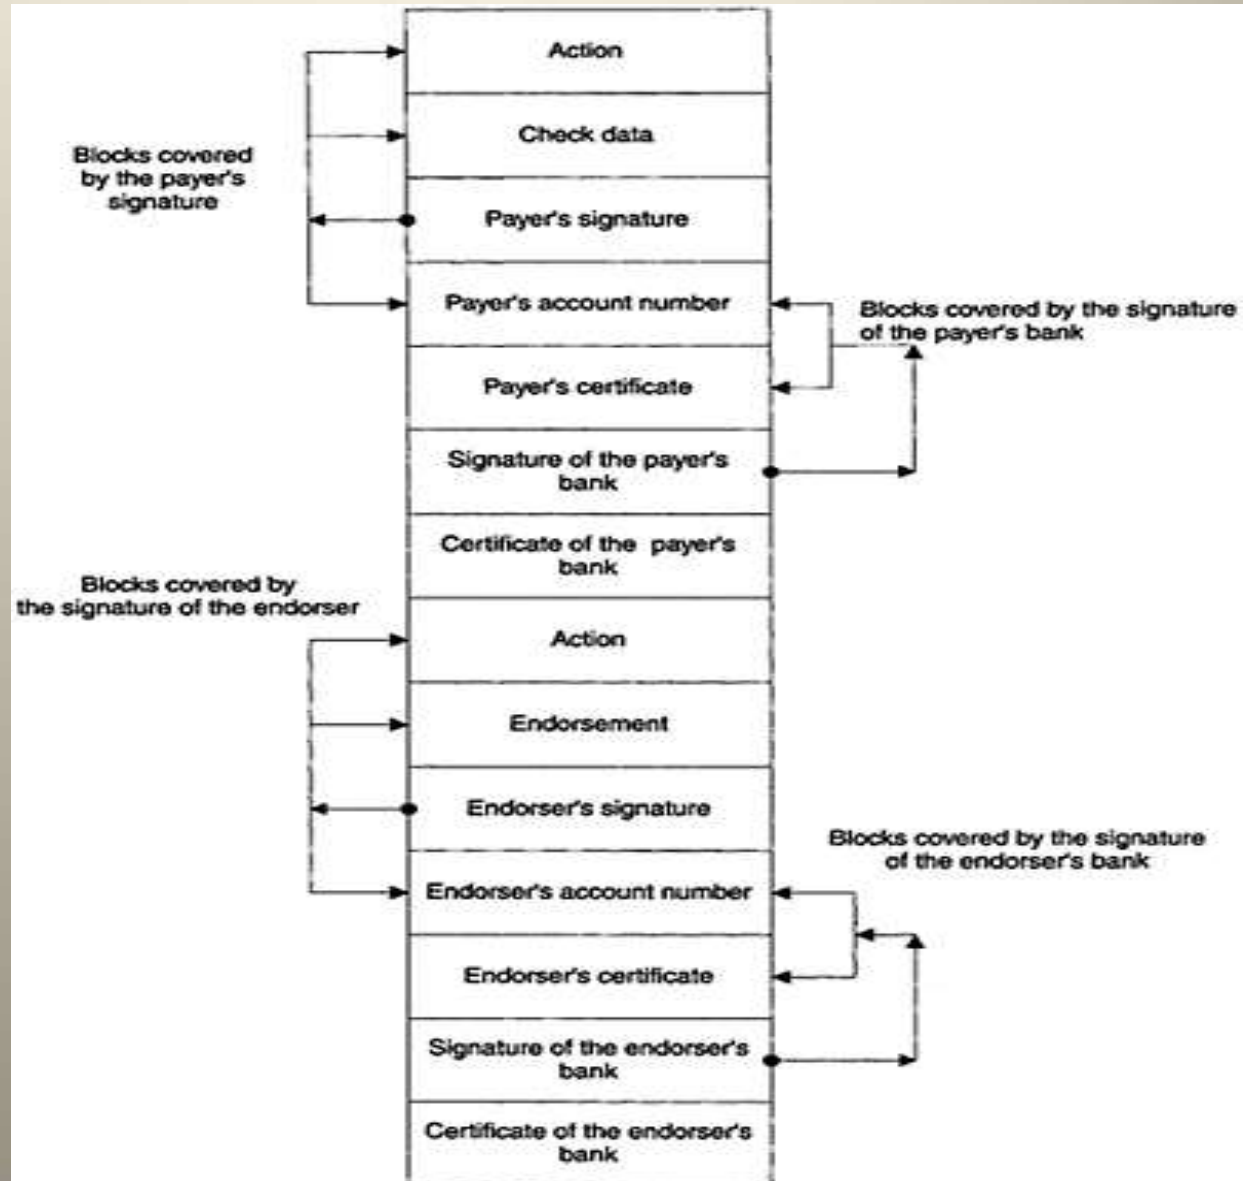 Action
Check data
Blocks covered
by the payer's
signature
Payer's signature
Payer's account number
Blocks covered by the signature
of the payer's bank
Payer's certificate
Signature of the payer's
bank
Certificate of the payer's
bank
Blocks covered by
the signature of the endorser
Action
Endorsement
Endorser's signature
Blocks covered by the signature
of the endorser's bank
Endorser's account number
Endorser's certificate
Signature of the endorser's
bank
Certificate of the endorser's
bank